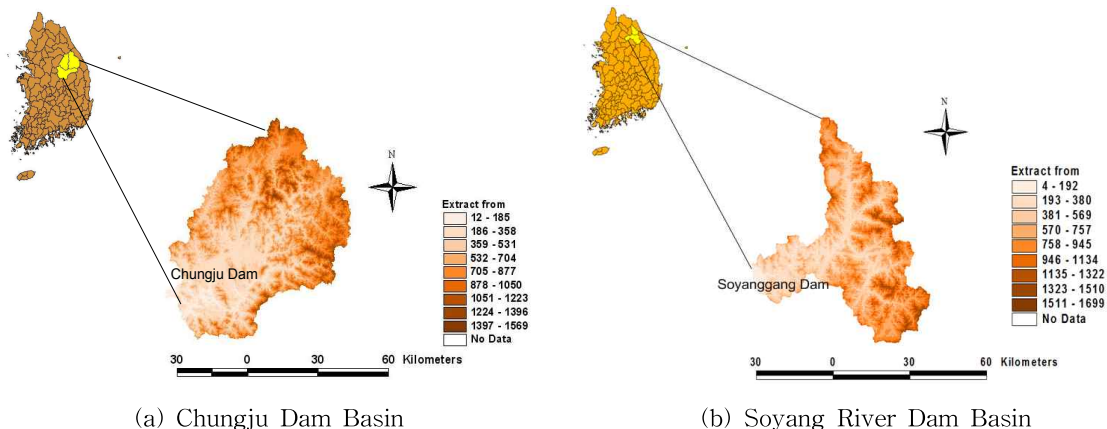 N
Extract from
12 - 185
186 - 358
359 - 531
532 - 704
705 - 877
878 - 1050
1051 - 1223
1224 - 1396
1397 - 1569
No Data
Chungju Dam
30 0 30 60 Kilometers
(a) Chungju Dam Basin
N
Extract from
4 - 192
193 - 380
381 - 569
570 - 757
758 - 945
946 - 1134
1135 - 1322
1323 - 1510
1511 - 1699
No Data
Soyanggang Dam
30 0 30 60
Kilometers
(b) Soyang River Dam Basin